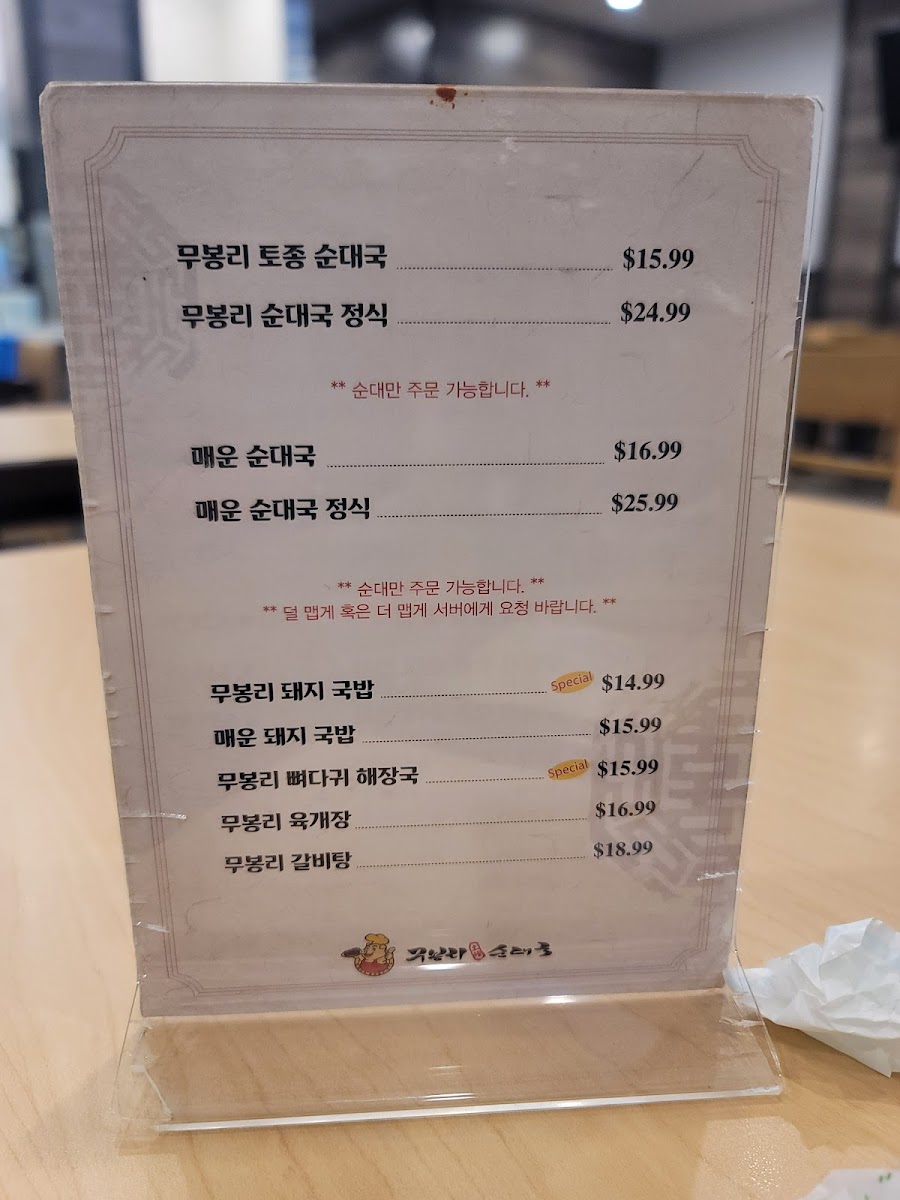 무봉리 토종 순대국 $15.99
무봉리 순대국 정식 $24.99
** 순대만 주문 가능합니다. **
매운 순대국 $16.99
매운 순대국 정식 $25.99
** 순대만 주문 가능합니다. **
** 덜 맵게 혹은 더 맵게 서버에게 요청 바랍니다. **
무봉리 돼지 국밥 Special $14.99
매운 돼지 국밥 $15.99
무봉리 뼈다귀 해장국 Special $15.99
무봉리 육개장 $16.99
무봉리 갈비탕 $18.99
무봉리 순대국